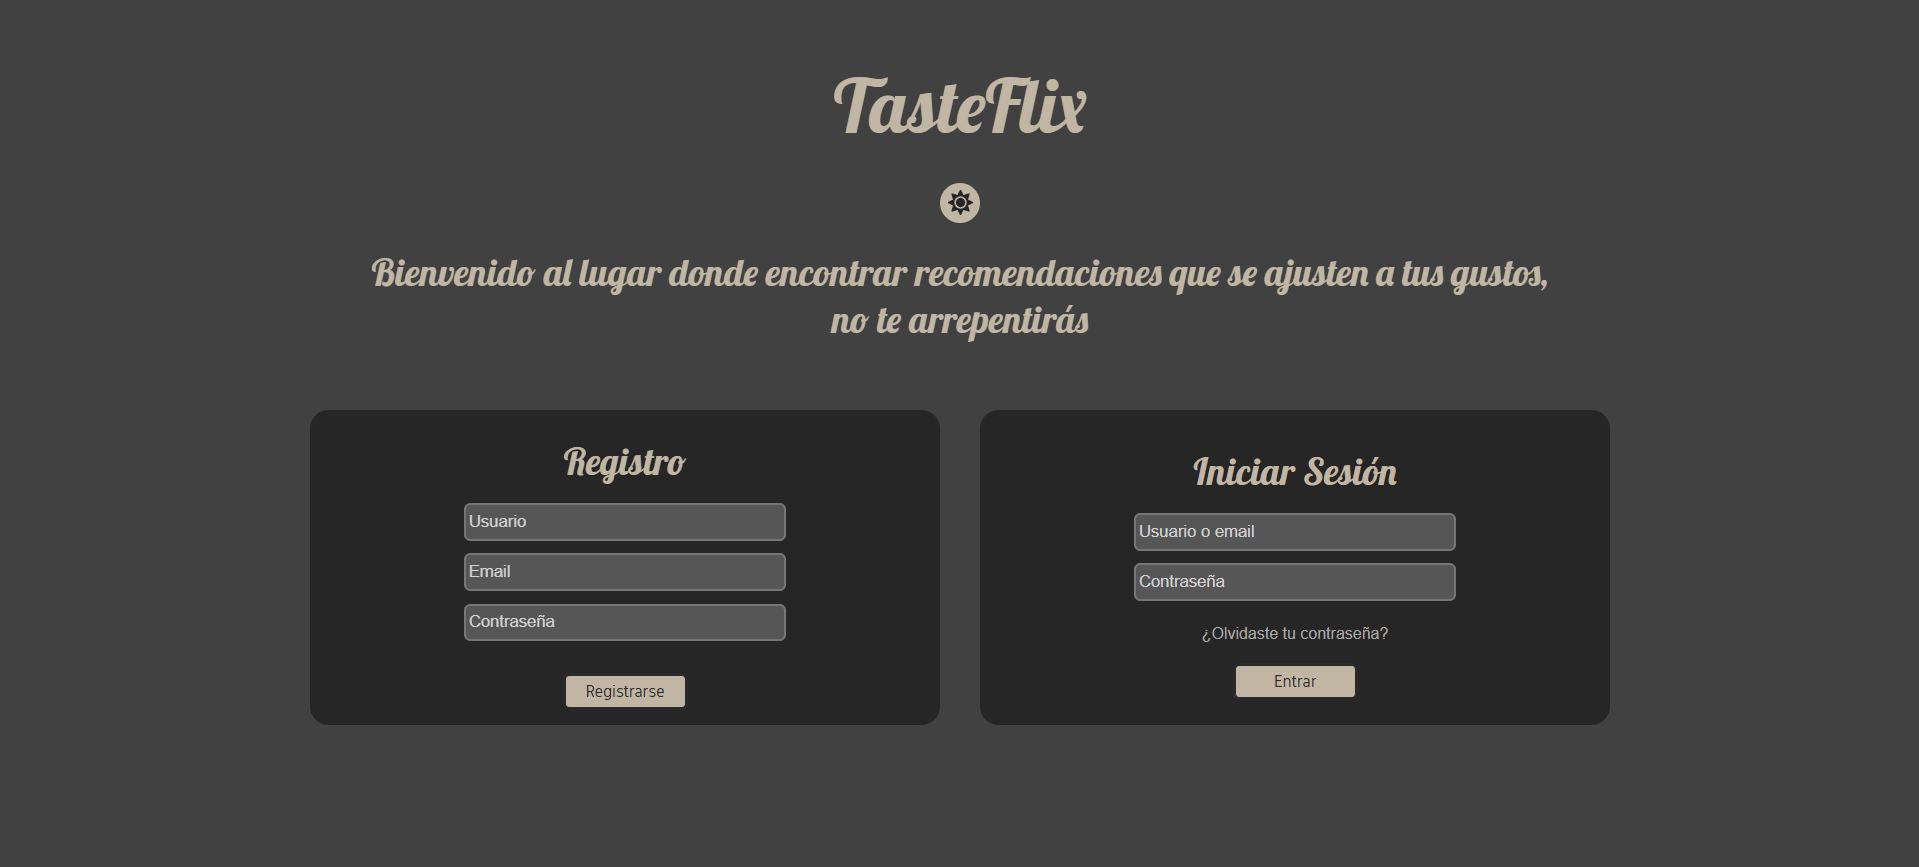 TasteFlix
Bienvenido al lugar donde encontrar recomendaciones que se ajusten a tus gustos,
no te arrepentirás
Registro
Usuario
Email
Contraseña
Registrarse
Iniciar Sesión
Usuario o email
Contraseña
¿Olvidaste tu contraseña?
Entrar